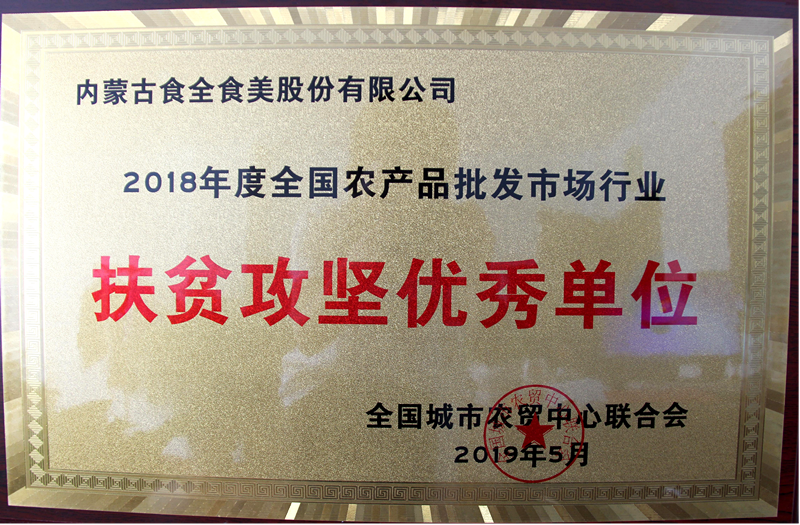 内蒙古食全食美股份有限公司
2018年度全国农产品批发市场行业
扶贫攻坚优秀单位
全国城市农贸中心联合会
2019年5月